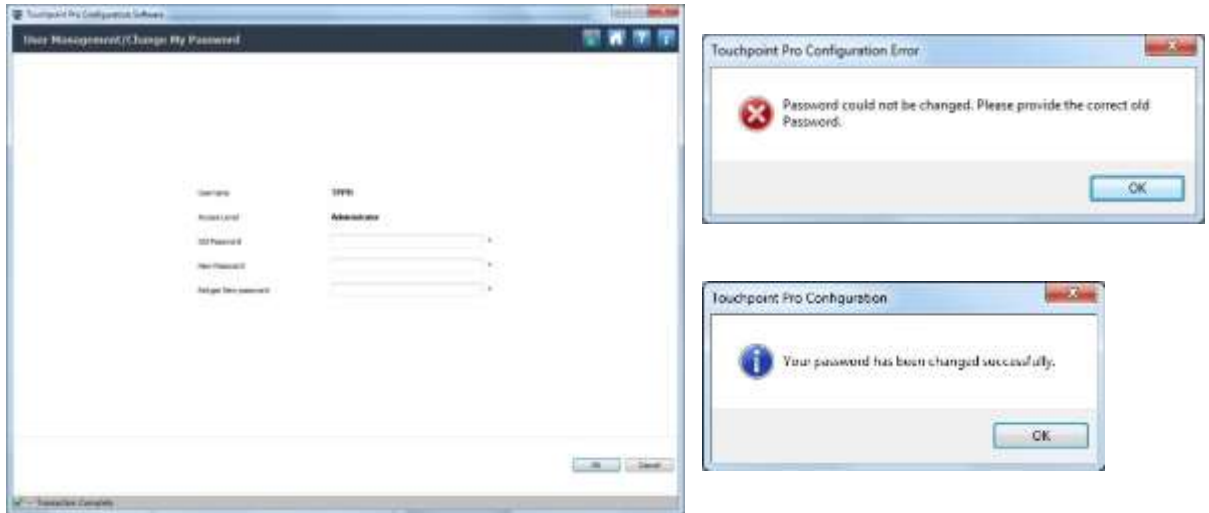 Touchpoint Pro Configuration Software
User Management/Change My Password
Username
Access Level
Administrator
Old Password
*
New Password
*
Retype New password
*
Ok
Cancel
Transaction Complete
Touchpoint Pro Configuration Error
Password could not be changed. Please provide the correct old
Password.
OK
Touchpoint Pro Configuration
Your password has been changed successfully.
OK